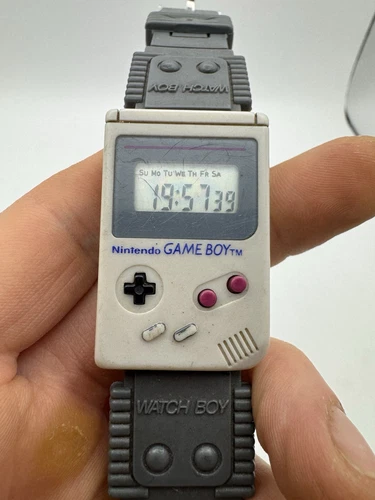 WATCH BOY
SU MO TU WE TH FR SA
19:57 39
Nintendo GAME BOY™
WATCH BOY